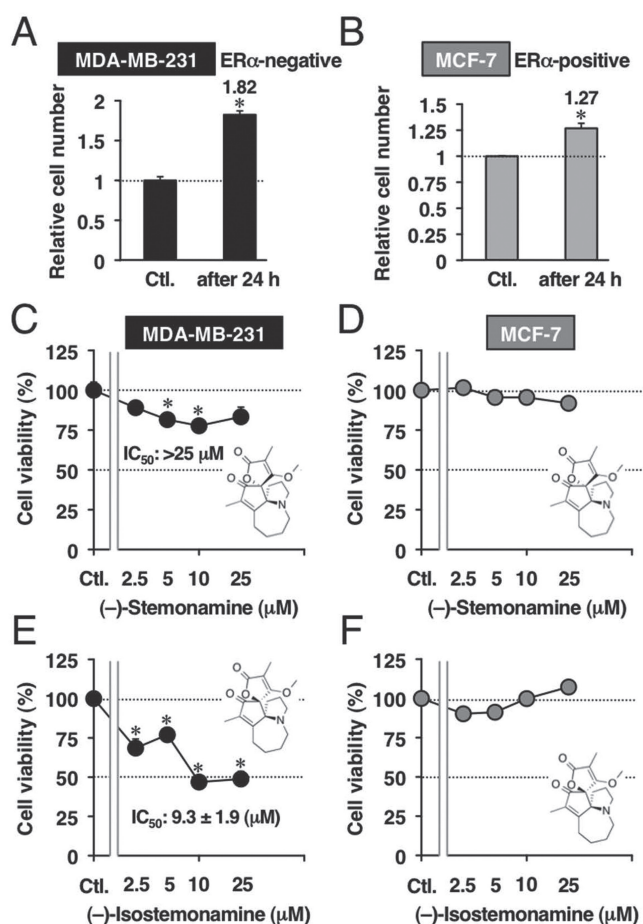 A
MDA-MB-231 ERα-negative
Relative cell number
2
1.5
1
0.5
0
1.82
*
Ctl. after 24 h
B
MCF-7 ERα-positive
Relative cell number
1.5
1.25
1
0.75
0.5
0.25
0
1.27
*
Ctl. after 24 h
C
MDA-MB-231
Cell viability (%)
125
100
75
50
25
0
* *
IC50: >25 μM
O O O O N
Ctl. 2.5 5 10 25
(–)-Stemonamine (μM)
D
MCF-7
Cell viability (%)
125
100
75
50
25
0
O O O O N
Ctl. 2.5 5 10 25
(–)-Stemonamine (μM)
E
Cell viability (%)
125
100
75
50
25
0
* * * *
IC50: 9.3 ± 1.9 (μM)
O O O O N
Ctl. 2.5 5 10 25
(–)-Isostemonamine (μM)
F
Cell viability (%)
125
100
75
50
25
0
O O O O N
Ctl. 2.5 5 10 25
(–)-Isostemonamine (μM)